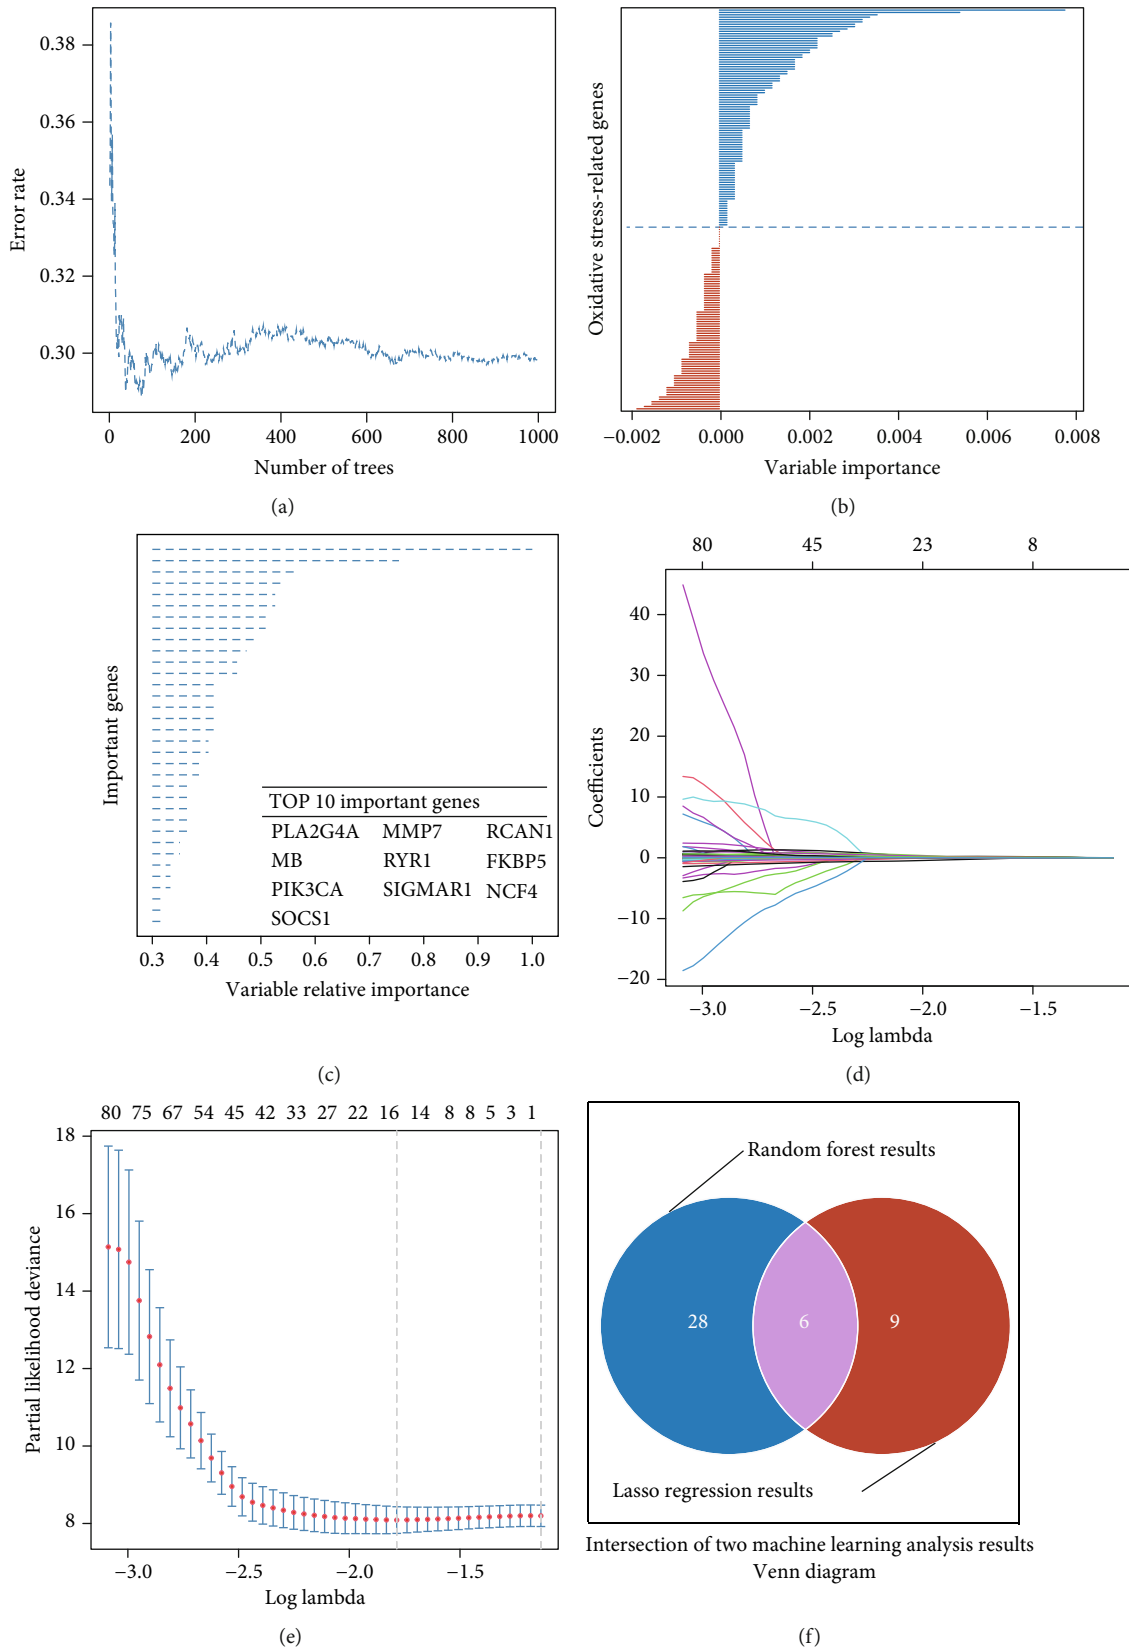 0.38
0.36
0.34
0.32
0.30
Error rate
0 200 400 600 800 1000
Number of trees
(a)
Oxidative stress-related genes
−0.002 0.000 0.002 0.004 0.006 0.008
Variable importance
(b)
Important genes
TOP 10 important genes
PLA2G4A MMP7 RCAN1
MB RYR1 FKBP5
PIK3CA SIGMAR1 NCF4
SOCS1
0.3 0.4 0.5 0.6 0.7 0.8 0.9 1.0
Variable relative importance
(c)
80 45 23 8
40
30
20
10
0
−10
−20
Coefficients
−3.0 −2.5 −2.0 −1.5
Log lambda
(d)
80 75 67 54 45 42 33 27 22 16 14 8 8 5 3 1
18
16
14
12
10
8
Partial likelihood deviance
−3.0 −2.5 −2.0 −1.5
Log lambda
(e)
Random forest results
28 6 9
Lasso regression results
Intersection of two machine learning analysis results
Venn diagram
(f)